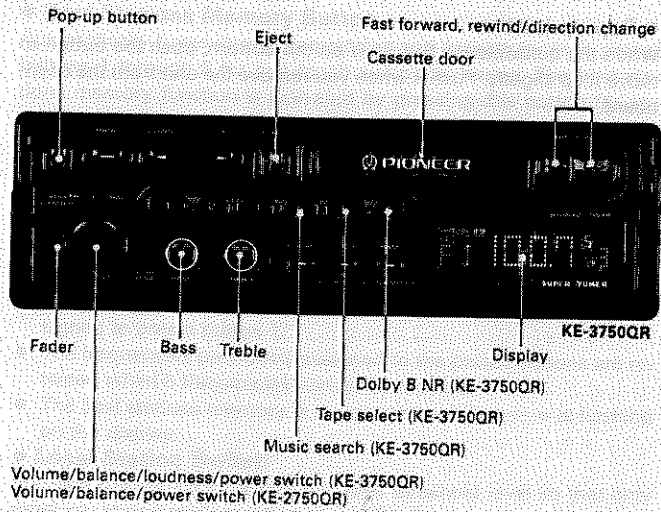 Pop-up button
Fast forward, rewind/direction change
Eject
Cassette door
PIONEER
SUPER TUNER
KE-3750QR
Fader
Bass
Treble
Display
Dolby B NR (KE-3750QR)
Tape select (KE-3750QR)
Music search (KE-3750QR)
Volume/balance/loudness/power switch (KE-3750QR)
Volume/balance/power switch (KE-2750QR)